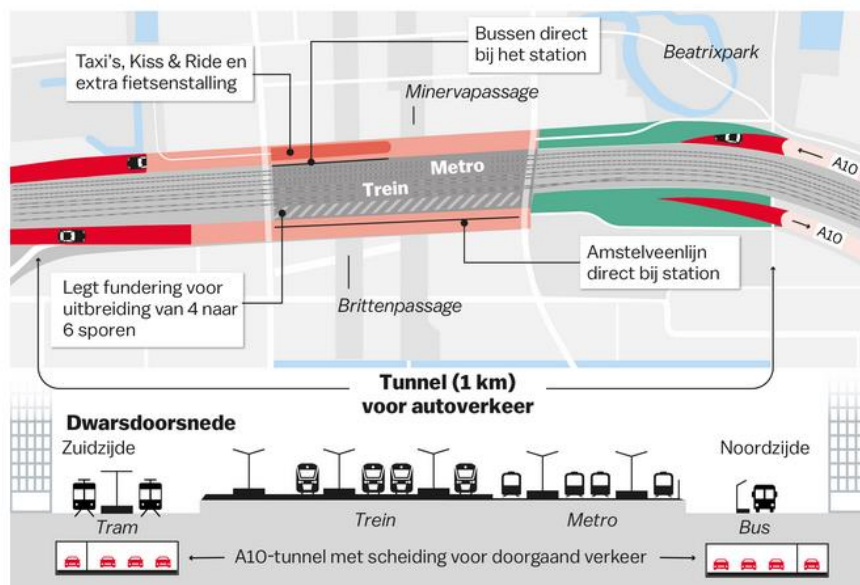 Bussen direct
bij het station
Beatrixpark
Taxi's, Kiss & Ride en
extra fietsenstalling
Minervapassage
Metro
Trein
A10
A10
Amstelveenlijn
direct bij station
Legt fundering voor
uitbreiding van 4 naar
6 sporen
Brittenpassage
Tunnel (1 km)
voor autoverkeer
Dwarsdoorsnede
Zuidzijde
Noordzijde
Tram
Trein
Metro
Bus
A10-tunnel met scheiding voor doorgaand verkeer